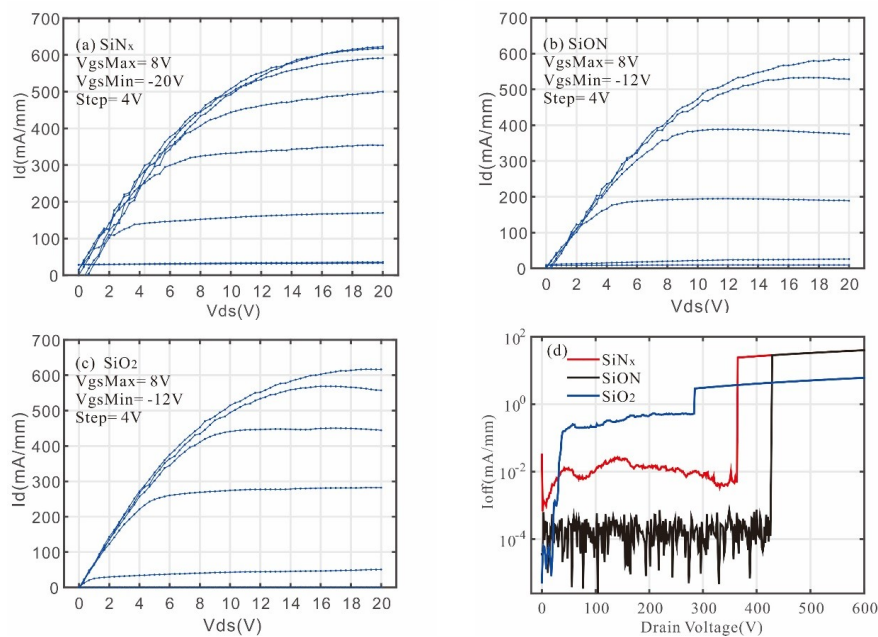 700
600
500
400
300
200
100
0
Id(mA/mm)
(a) SiNx
VgsMax= 8V
VgsMin= -20V
Step= 4V
0 2 4 6 8 10 12 14 16 18 20
Vds(V)
700
600
500
400
300
200
100
0
Id(mA/mm)
(b) SiON
VgsMax= 8V
VgsMin= -12V
Step= 4V
0 2 4 6 8 10 12 14 16 18 20
Vds(V)
700
600
500
400
300
200
100
0
Id(mA/mm)
(c) SiO2
VgsMax= 8V
VgsMin= -12V
Step= 4V
0 2 4 6 8 10 12 14 16 18 20
Vds(V)
10^2
10^0
10^-2
10^-4
Ioff(mA/mm)
(d)
SiNx
SiON
SiO2
0 100 200 300 400 500 600
Drain Voltage(V)